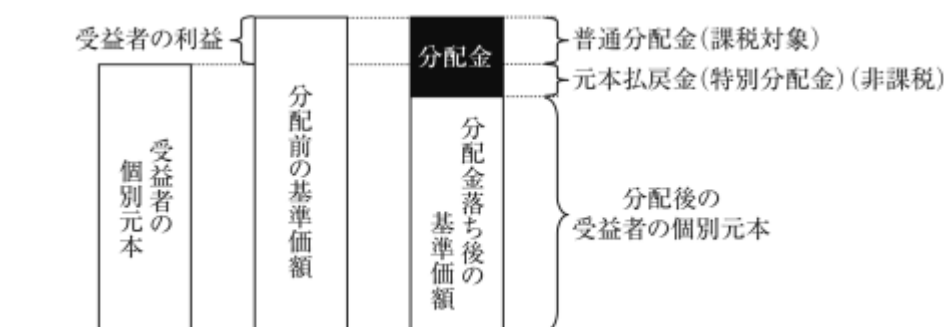 受益者の利益
分配金
普通分配金(課税対象)
元本払戻金(特別分配金)(非課税)
受益者の
個別元本
分配前の基準価額
分配金落ち後の
基準価額
分配後の
受益者の個別元本